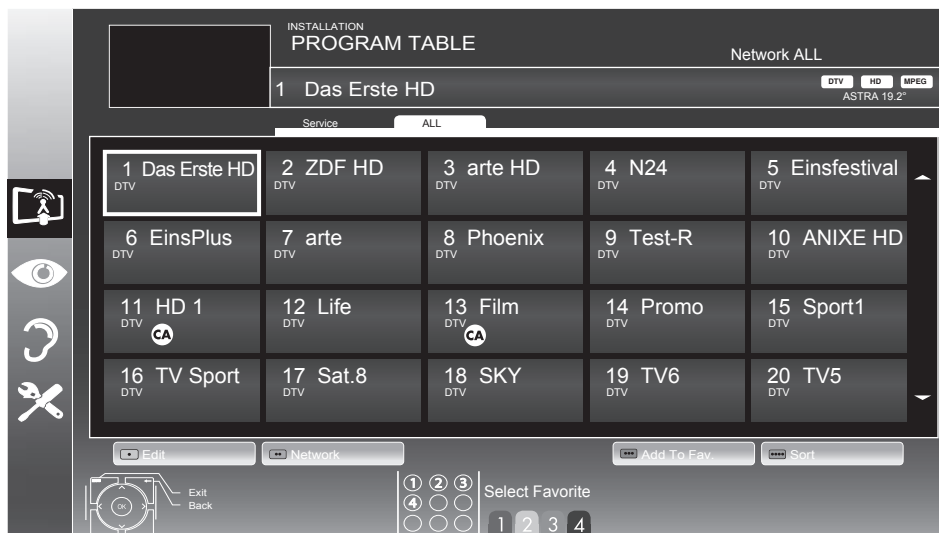 INSTALLATION
PROGRAM TABLE
Network ALL
1 Das Erste HD
DTV HD MPEG
ASTRA 19.2°
Service ALL
1 Das Erste HD
DTV
2 ZDF HD
DTV
3 arte HD
DTV
4 N24
DTV
5 Einsfestival
DTV
6 EinsPlus
DTV
7 arte
DTV
8 Phoenix
DTV
9 Test-R
DTV
10 ANIXE HD
DTV
11 HD 1
DTV
CA
12 Life
DTV
13 Film
DTV
CA
14 Promo
DTV
15 Sport1
DTV
16 TV Sport
DTV
17 Sat.8
DTV
18 SKY
DTV
19 TV6
DTV
20 TV5
DTV
Edit Network Add To Fav. Sort
OK
Exit
Back
1 2 3
4
Select Favorite
1 2 3 4